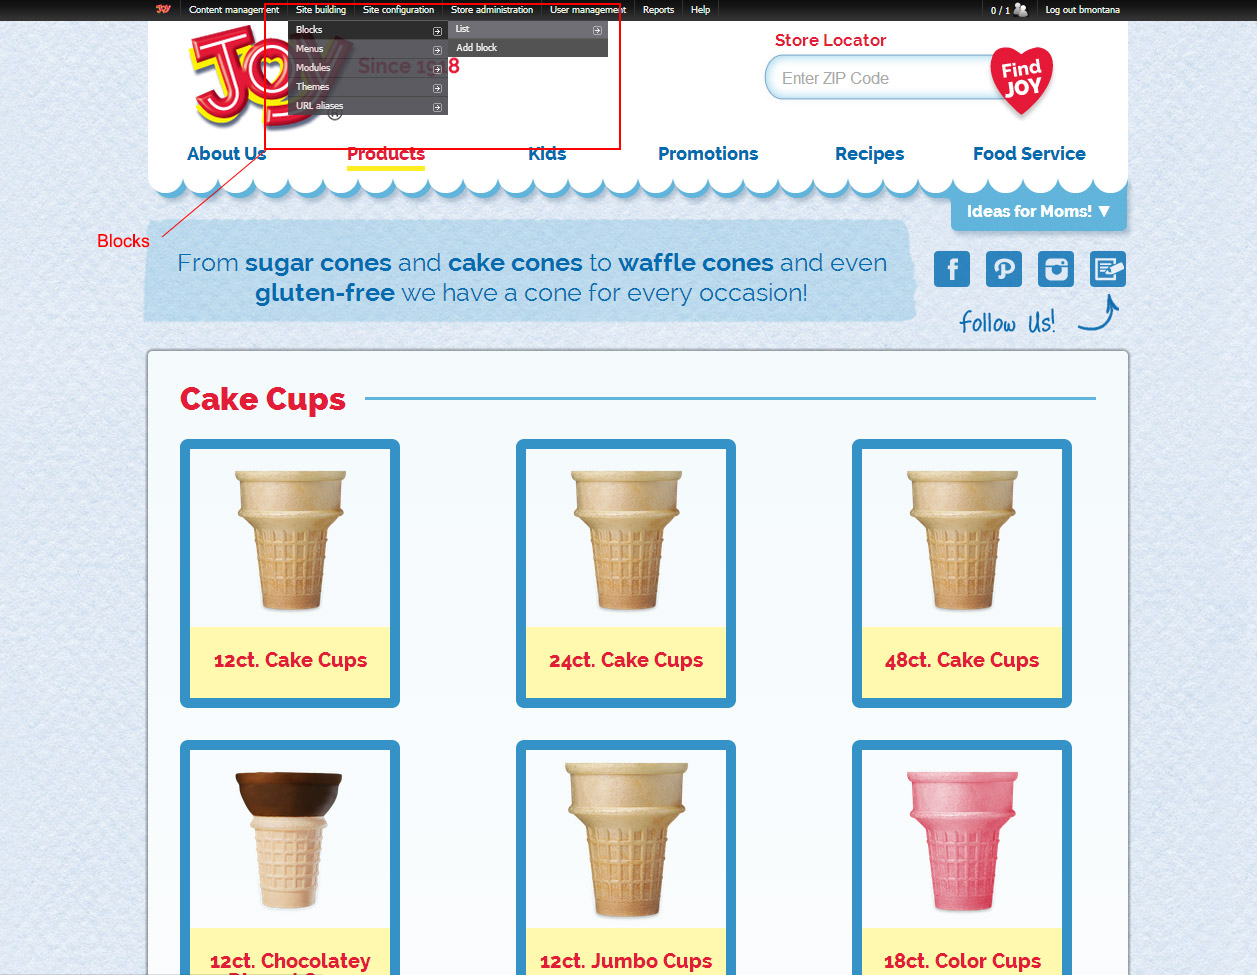 JOY Content management Site building Site configuration Store administration User management Reports Help 0 / 1 Log out bmontana
Blocks List
Menus Add block
Modules
Themes
URL aliases
JOY
®
Since 1918
Store Locator
Enter ZIP Code
Find JOY
About Us Products Kids Promotions Recipes Food Service
Ideas for Moms! ▼
Blocks
From sugar cones and cake cones to waffle cones and even
gluten-free we have a cone for every occasion!
follow Us!
Cake Cups
12ct. Cake Cups 24ct. Cake Cups 48ct. Cake Cups
12ct. Chocolatey 12ct. Jumbo Cups 18ct. Color Cups